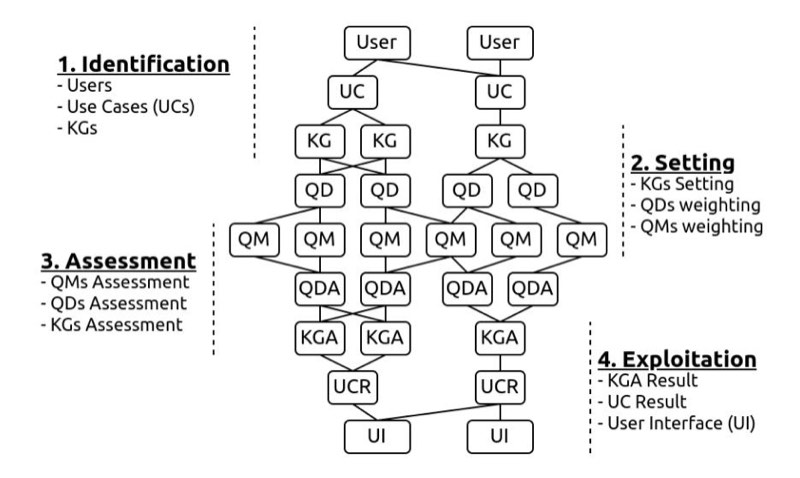 User User
1. Identification
- Users
- Use Cases (UCs)
- KGs
UC UC
KG KG KG
2. Setting
- KGs Setting
- QDs weighting
- QMs weighting
QD QD QD QD
QM QM QM QM QM QM
3. Assessment
- QMs Assessment
- QDs Assessment
- KGs Assessment
QDA QDA QDA QDA
KGA KGA KGA
4. Exploitation
- KGA Result
- UC Result
- User Interface (UI)
UCR UCR
UI UI